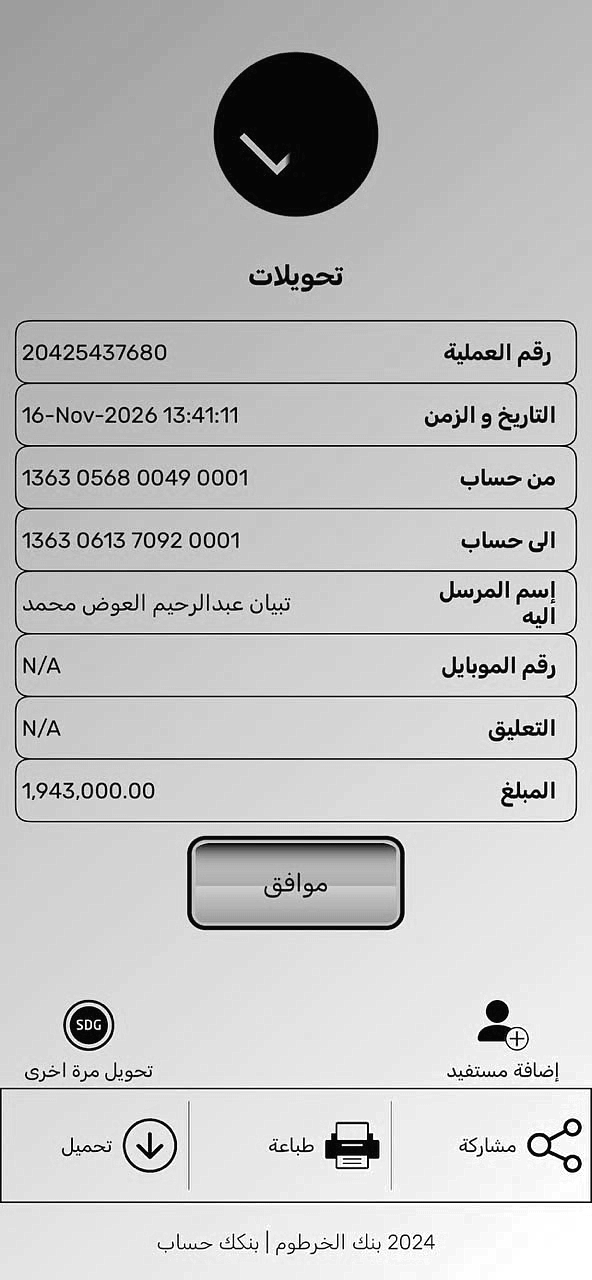 تحويلات
رقم العملية 20425437680
التاريخ و الزمن 16-Nov-2026 13:41:11
من حساب 1363 0568 0049 0001
الى حساب 1363 0613 7092 0001
إسم المرسل
اليه
تبيان عبدالرحيم العوض محمد
رقم الموبايل N/A
التعليق N/A
المبلغ 1,943,000.00
موافق
SDG
إضافة مستفيد
تحويل مرة اخرى
مشاركة
طباعة
تحميل
2024 بنك الخرطوم | بنكك حساب